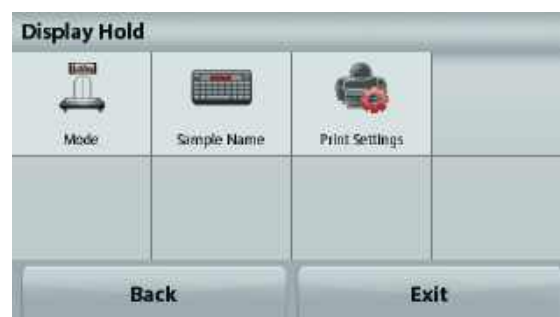 Display Hold
Mode
Sample Name
Print Settings
Back
Exit